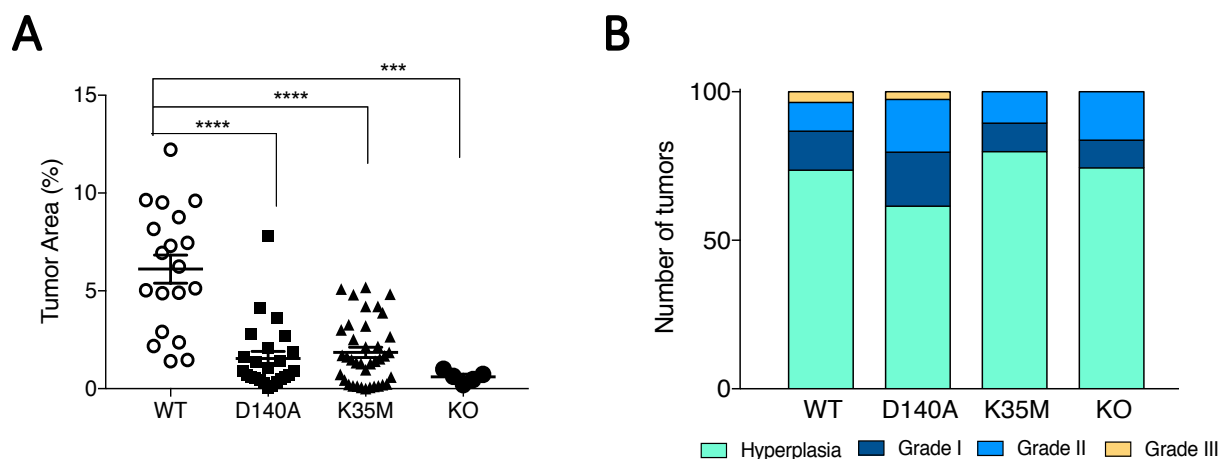 A
Tumor Area (%)
15
10
5
0
***
****
****
WT D140A K35M KO
B
Number of tumors
100
50
0
WT D140A K35M KO
Hyperplasia Grade I Grade II Grade III